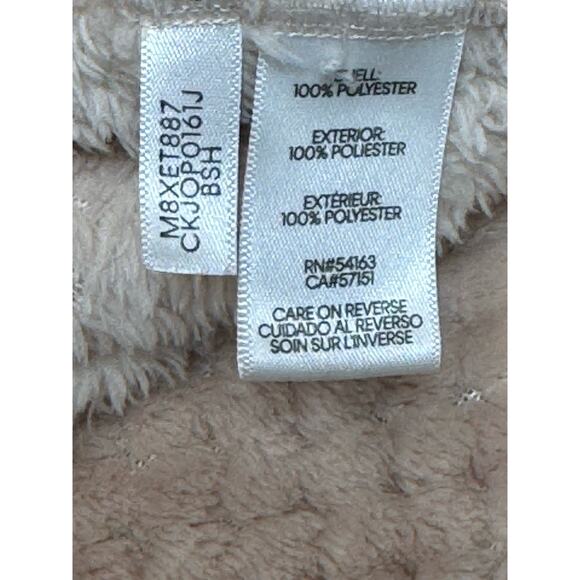 M8XET887
CKJOP0161J
BSH
SHELL:
100% POLYESTER
EXTERIOR:
100% POLIESTER
EXTÉRIEUR:
100% POLYESTER
RN#54163
CA#57151
CARE ON REVERSE
CUIDADO AL REVERSO
SOIN SUR L'INVERSE